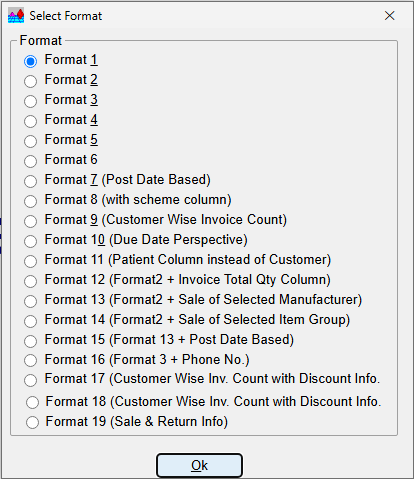 Select Format
Format
Format 1
Format 2
Format 3
Format 4
Format 5
Format 6
Format 7 (Post Date Based)
Format 8 (with scheme column)
Format 9 (Customer Wise Invoice Count)
Format 10 (Due Date Perspective)
Format 11 (Patient Column instead of Customer)
Format 12 (Format2 + Invoice Total Qty Column)
Format 13 (Format2 + Sale of Selected Manufacturer)
Format 14 (Format2 + Sale of Selected Item Group)
Format 15 (Format 13 + Post Date Based)
Format 16 (Format 3 + Phone No.)
Format 17 (Customer Wise Inv. Count with Discount Info.
Format 18 (Customer Wise Inv. Count with Discount Info.
Format 19 (Sale & Return Info)
Ok